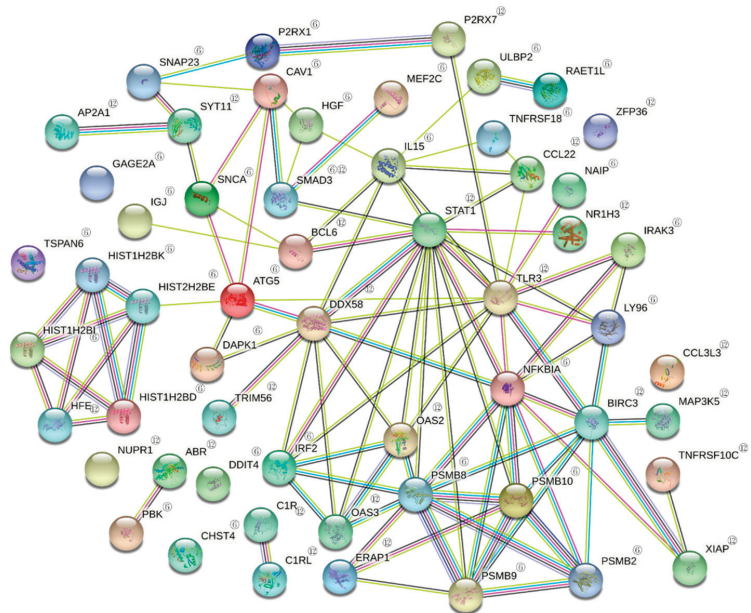 P2RX1 ⑥
P2RX7 ⑫
SNAP23 ⑥
CAV1 ⑥
MEF2C ⑥
ULBP2 ⑥
RAET1L ⑥
AP2A1 ⑫
SYT11 ⑫
HGF ⑥
TNFRSF18 ⑥
ZFP36 ⑫
GAGE2A ⑥
IL15 ⑥
CCL22 ⑫
SNCA ⑥
SMAD3 ⑥⑫
NAIP ⑥
IGJ ⑥
STAT1 ⑫
NR1H3 ⑫
BCL6 ⑫
IRAK3 ⑥
TSPAN6 ⑥
HIST1H2BK ⑥
HIST2H2BE ⑥
ATG5 ⑥
TLR3 ⑫
DDX58 ⑫
LY96 ⑥
HIST1H2BI ⑥
DAPK1 ⑥
NFKBIA ⑥
CCL3L3 ⑫
HIST1H2BD ⑥
TRIM56 ⑫
HFE ⑫
OAS2 ⑫
BIRC3 ⑫
MAP3K5 ⑫
NUPR1 ⑫
ABR ⑫
DDIT4 ⑥
IRF2 ⑥
PSMB8 ⑥
PSMB10 ⑥
TNFRSF10C ⑫
PBK ⑥
C1R ⑫
OAS3 ⑫
CHST4 ⑥
C1RL ⑫
ERAP1 ⑫
PSMB9 ⑥
PSMB2 ⑥
XIAP ⑫